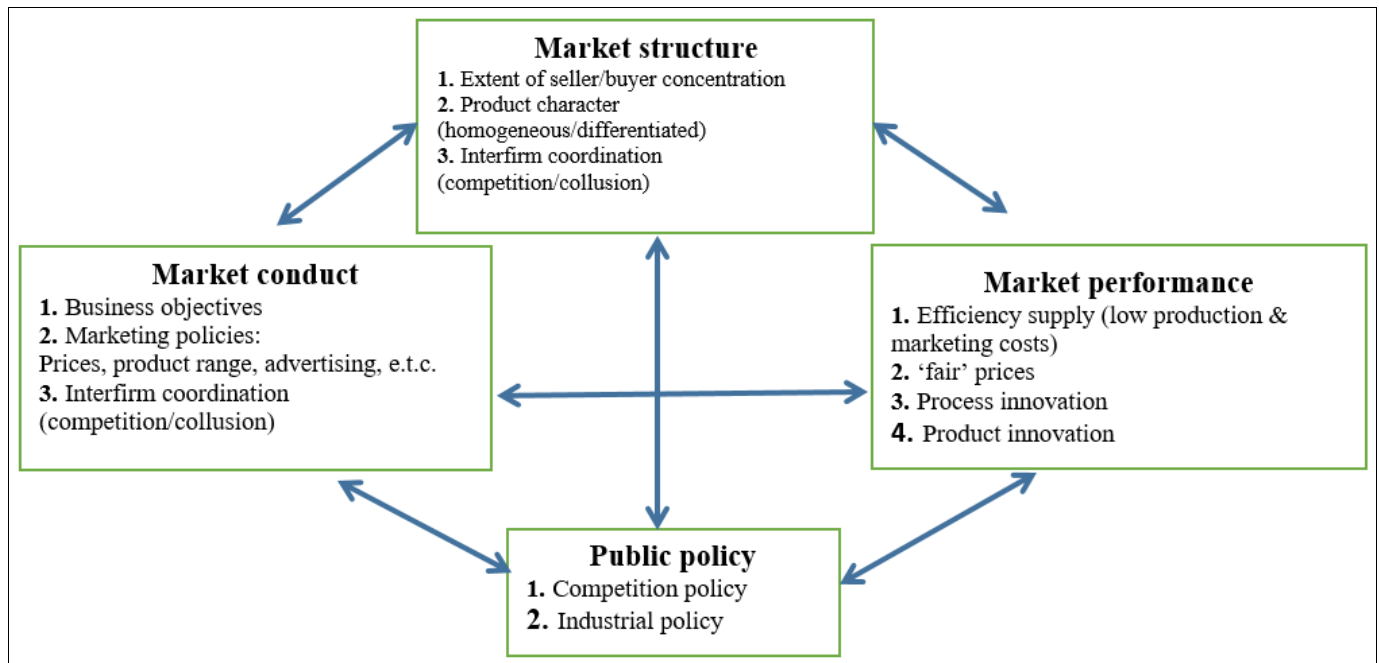 Market structure
1. Extent of seller/buyer concentration
2. Product character
(homogeneous/differentiated)
3. Interfirm coordination
(competition/collusion)
Market conduct
1. Business objectives
2. Marketing policies:
Prices, product range, advertising, e.t.c.
3. Interfirm coordination
(competition/collusion)
Market performance
1. Efficiency supply (low production &
marketing costs)
2. ‘fair’ prices
3. Process innovation
4. Product innovation
Public policy
1. Competition policy
2. Industrial policy